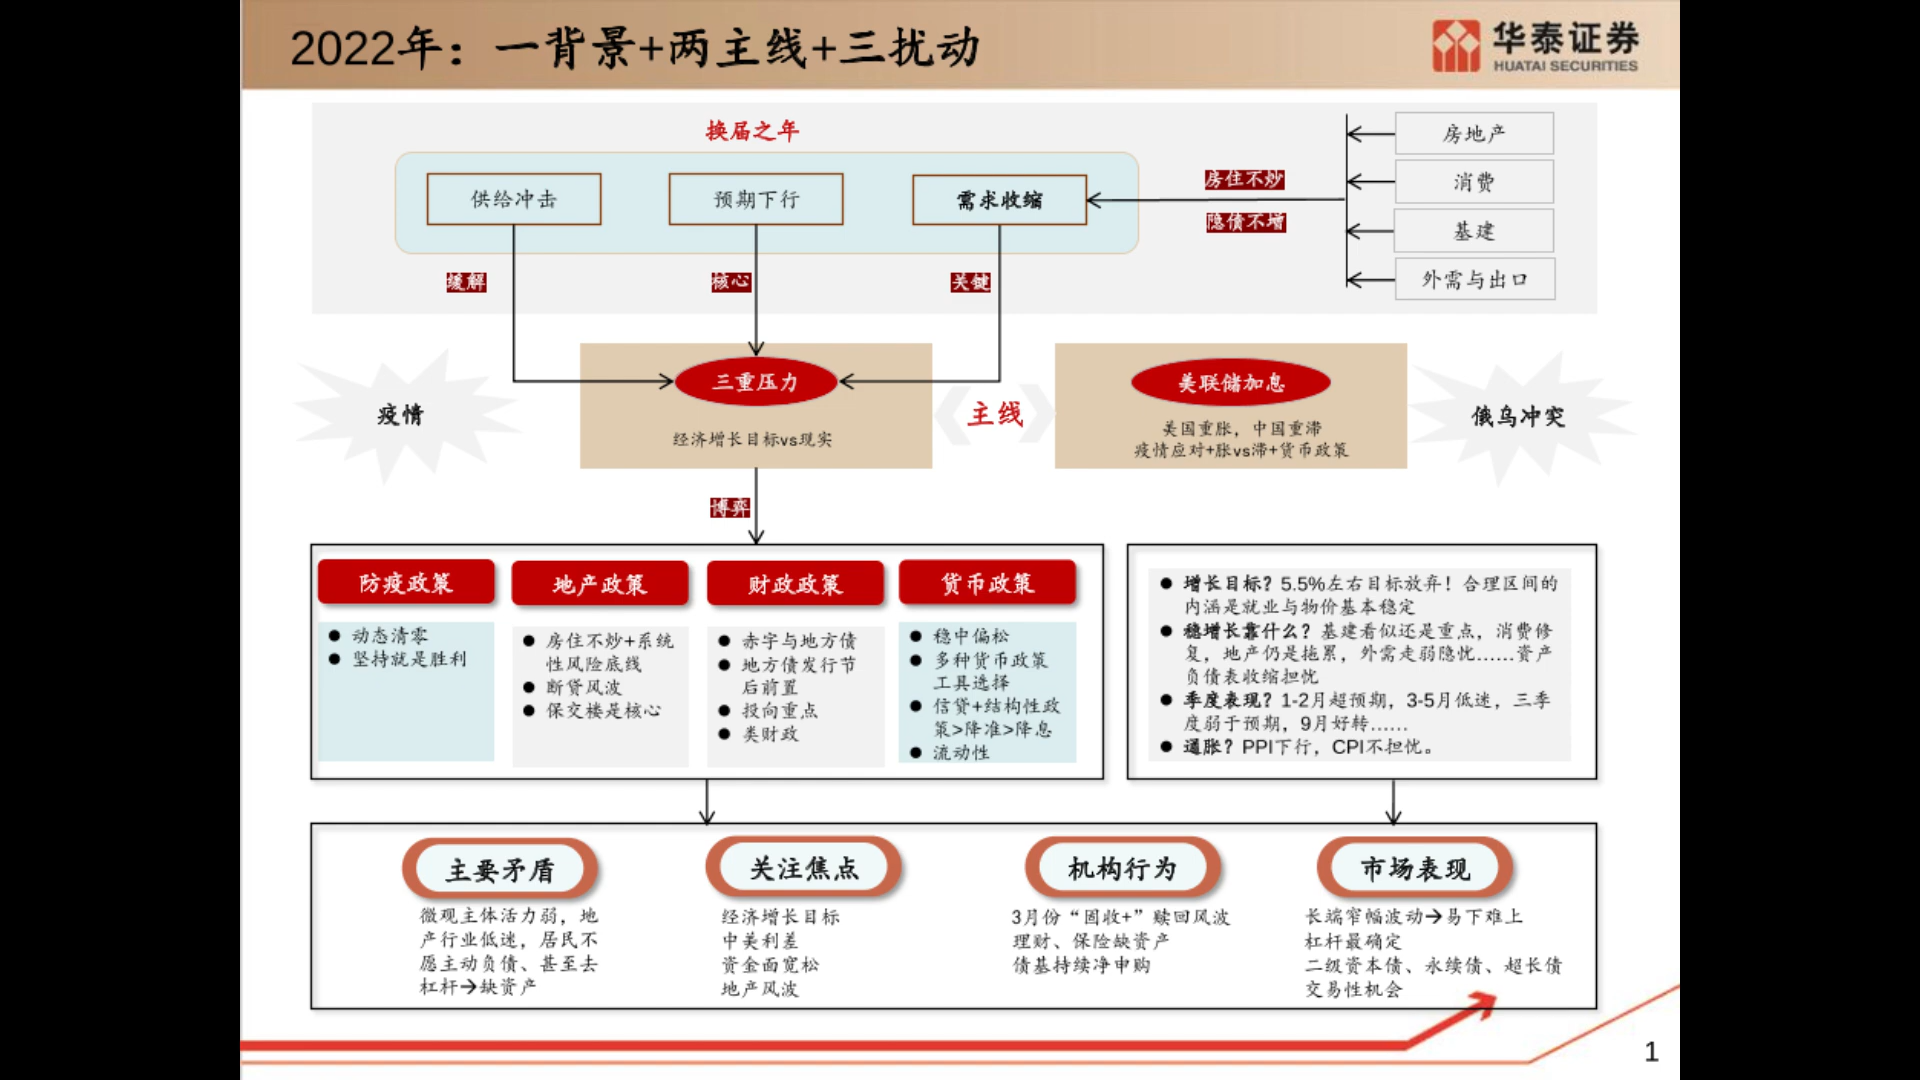 2022年：一背景+两主线+三扰动
华泰证券
HUATAI SECURITIES
换届之年
供给冲击
预期下行
需求收缩
房住不炒
隐债不增
房地产
消费
基建
外需与出口
缓解
核心
关键
疫情
三重压力
经济增长目标vs现实
主线
美联储加息
美国重胀，中国重滞
疫情应对+胀vs滞+货币政策
俄乌冲突
博弈
防疫政策
● 动态清零
● 坚持就是胜利
地产政策
● 房住不炒+系统
性风险底线
● 断贷风波
● 保交楼是核心
财政政策
● 赤字与地方债
● 地方债发行节
后前置
● 投向重点
● 类财政
货币政策
● 稳中偏松
● 多种货币政策
工具选择
● 信贷+结构性政
策>降准>降息
● 流动性
● 增长目标？5.5%左右目标放弃！合理区间的
内涵是就业与物价基本稳定
● 稳增长靠什么？基建看似还是重点，消费修
复，地产仍是拖累，外需走弱隐忧……资产
负债表收缩担忧
● 季度表现？1-2月超预期，3-5月低迷，三季
度弱于预期，9月好转……
● 通胀？PPI下行，CPI不担忧。
主要矛盾
微观主体活力弱，地
产行业低迷，居民不
愿主动负债、甚至去
杠杆→缺资产
关注焦点
经济增长目标
中美利差
资金面宽松
地产风波
机构行为
3月份“固收+”赎回风波
理财、保险缺资产
债基持续净申购
市场表现
长端窄幅波动→易下难上
杠杆最确定
二级资本债、永续债、超长债
交易性机会
1